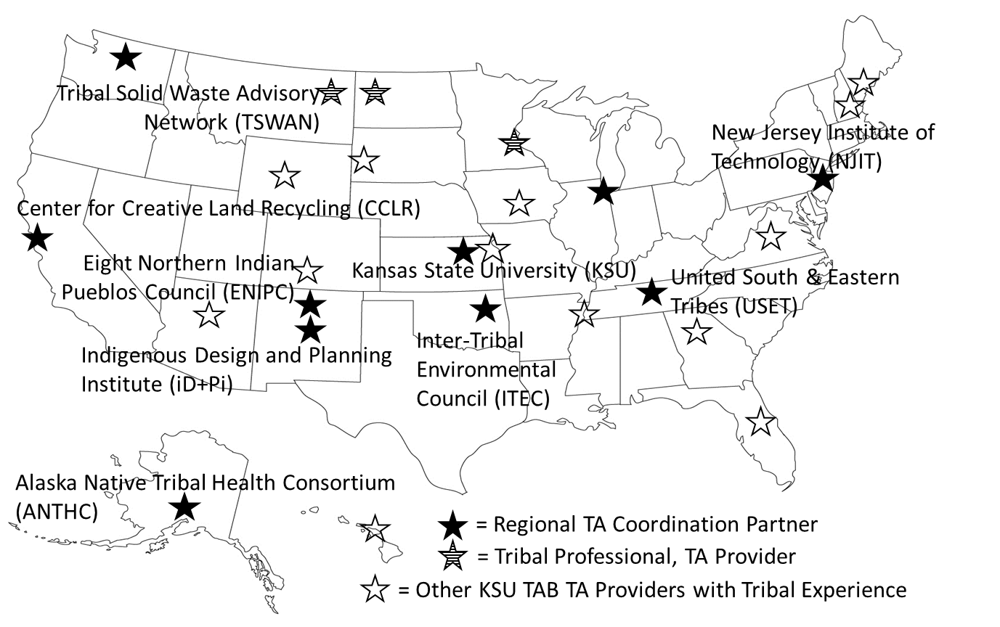 Tribal Solid Waste Advisory
Network (TSWAN)
New Jersey Institute of
Technology (NJIT)
Center for Creative Land Recycling (CCLR)
Eight Northern Indian
Pueblos Council (ENIPC)
Kansas State University (KSU)
United South & Eastern
Tribes (USET)
Indigenous Design and Planning
Institute (iD+Pi)
Inter-Tribal
Environmental
Council (ITEC)
Alaska Native Tribal Health Consortium
(ANTHC)
= Regional TA Coordination Partner
= Tribal Professional, TA Provider
= Other KSU TAB TA Providers with Tribal Experience